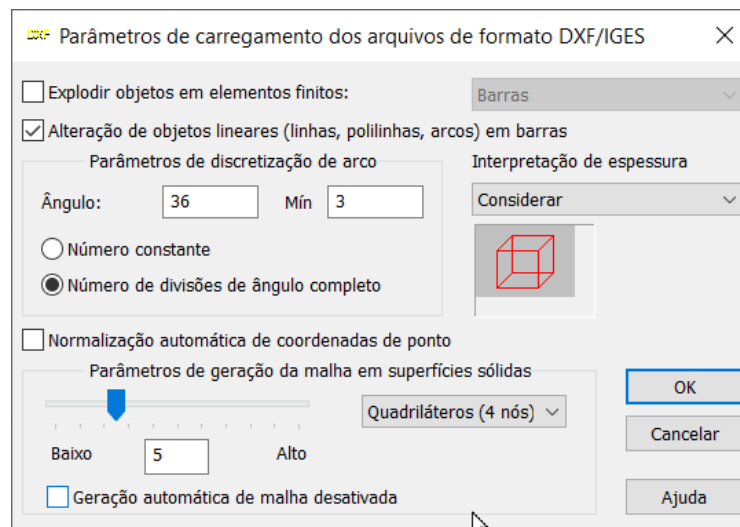 DXF Parâmetros de carregamento dos arquivos de formato DXF/IGES
Explodir objetos em elementos finitos: Barras
Alteração de objetos lineares (linhas, polilinhas, arcos) em barras
Parâmetros de discretização de arco
Interpretação de espessura
Ângulo: 36 Mín 3
Considerar
Número constante
Número de divisões de ângulo completo
Normalização automática de coordenadas de ponto
Parâmetros de geração da malha em superfícies sólidas
Quadriláteros (4 nós)
Baixo 5 Alto
Geração automática de malha desativada
OK
Cancelar
Ajuda